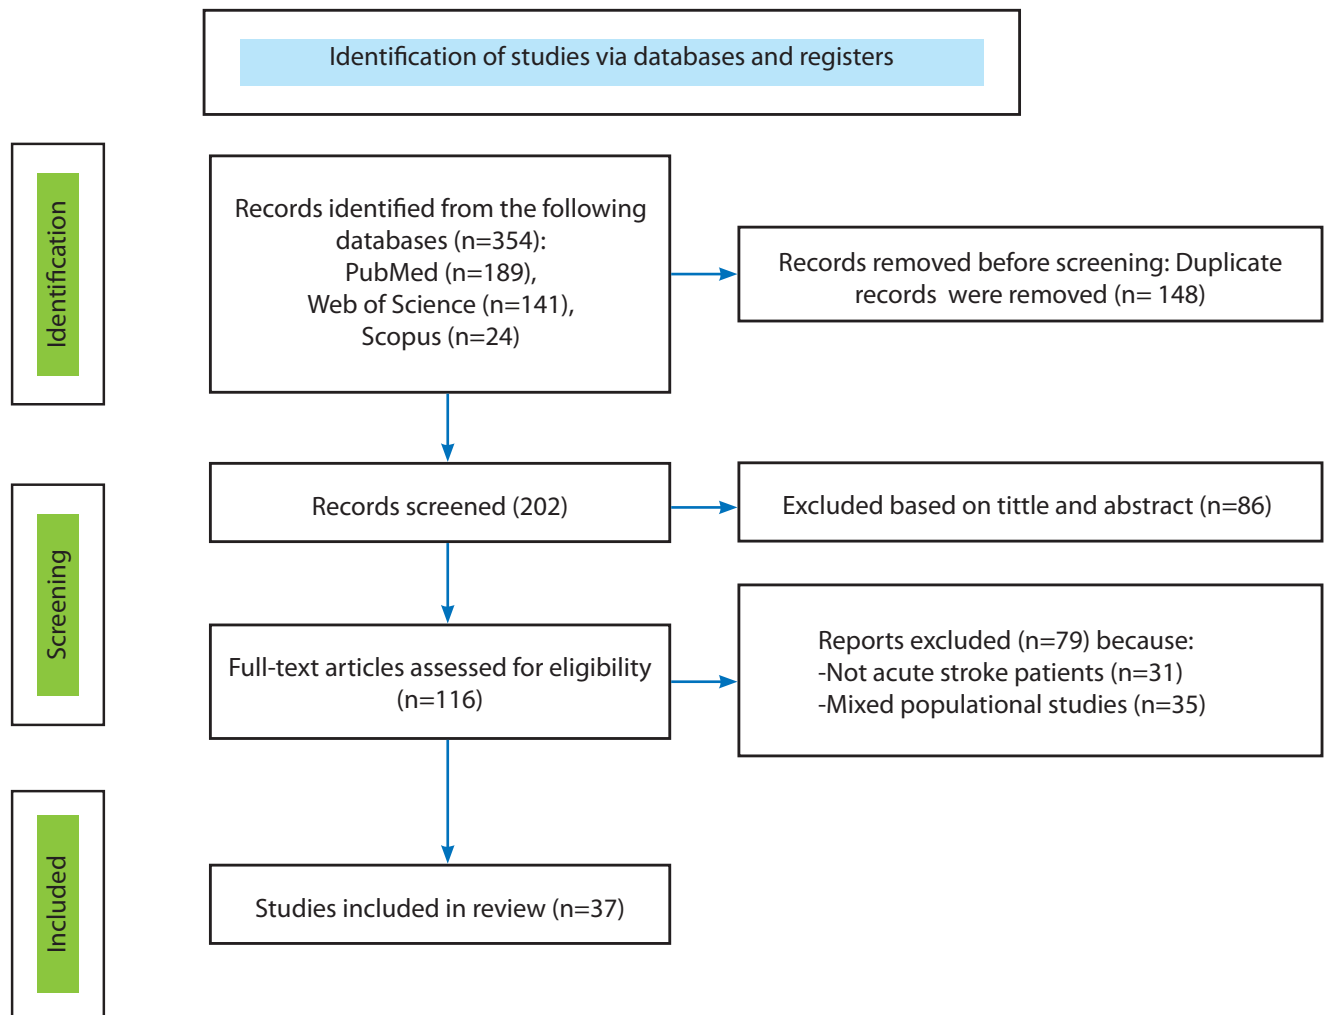 Identification of studies via databases and registers
Identification
Records identified from the following
databases (n=354):
PubMed (n=189),
Web of Science (n=141),
Scopus (n=24)
Records removed before screening: Duplicate
records were removed (n= 148)
Screening
Records screened (202)
Excluded based on tittle and abstract (n=86)
Full-text articles assessed for eligibility
(n=116)
Reports excluded (n=79) because:
-Not acute stroke patients (n=31)
-Mixed populational studies (n=35)
Included
Studies included in review (n=37)